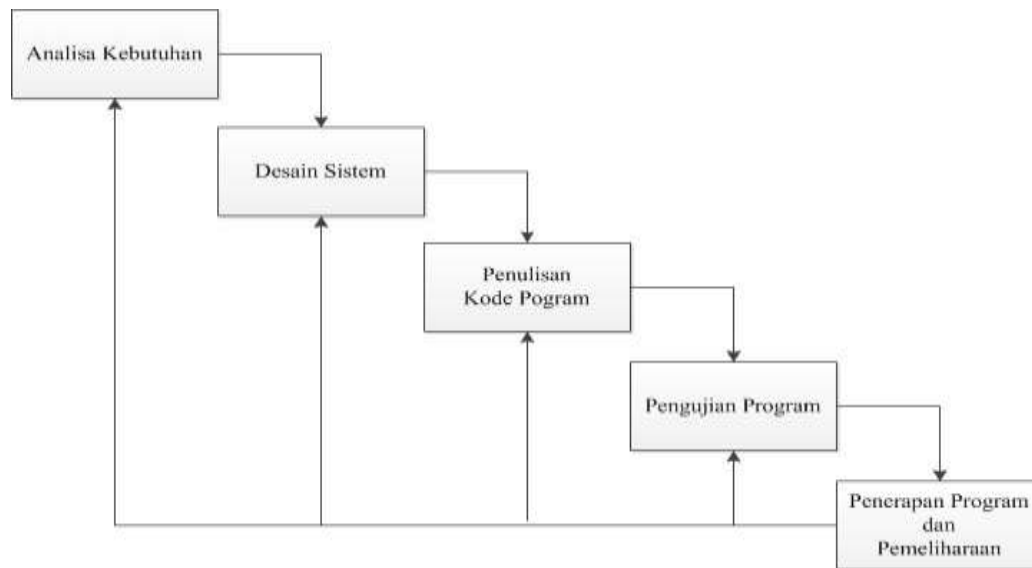 Analisa Kebutuhan
Desain Sistem
Penulisan
Kode Pogram
Pengujian Program
Penerapan Program
dan
Pemeliharaan